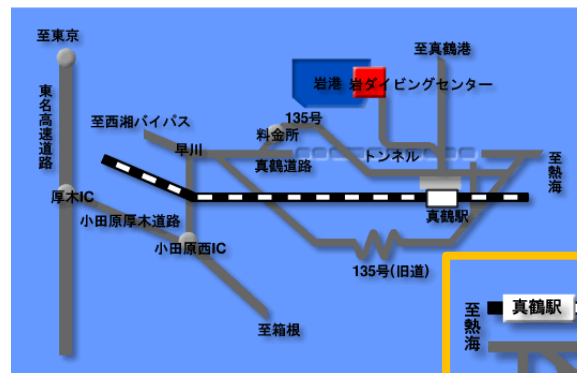 至東京
至真鶴港
東名高速道路
岩港
岩ダイビングセンター
至西湘バイパス
135号
料金所
早川
真鶴道路
トンネル
至熱海
厚木IC
小田原厚木道路
小田原西IC
真鶴駅
135号(旧道)
至箱根
至熱海
真鶴駅